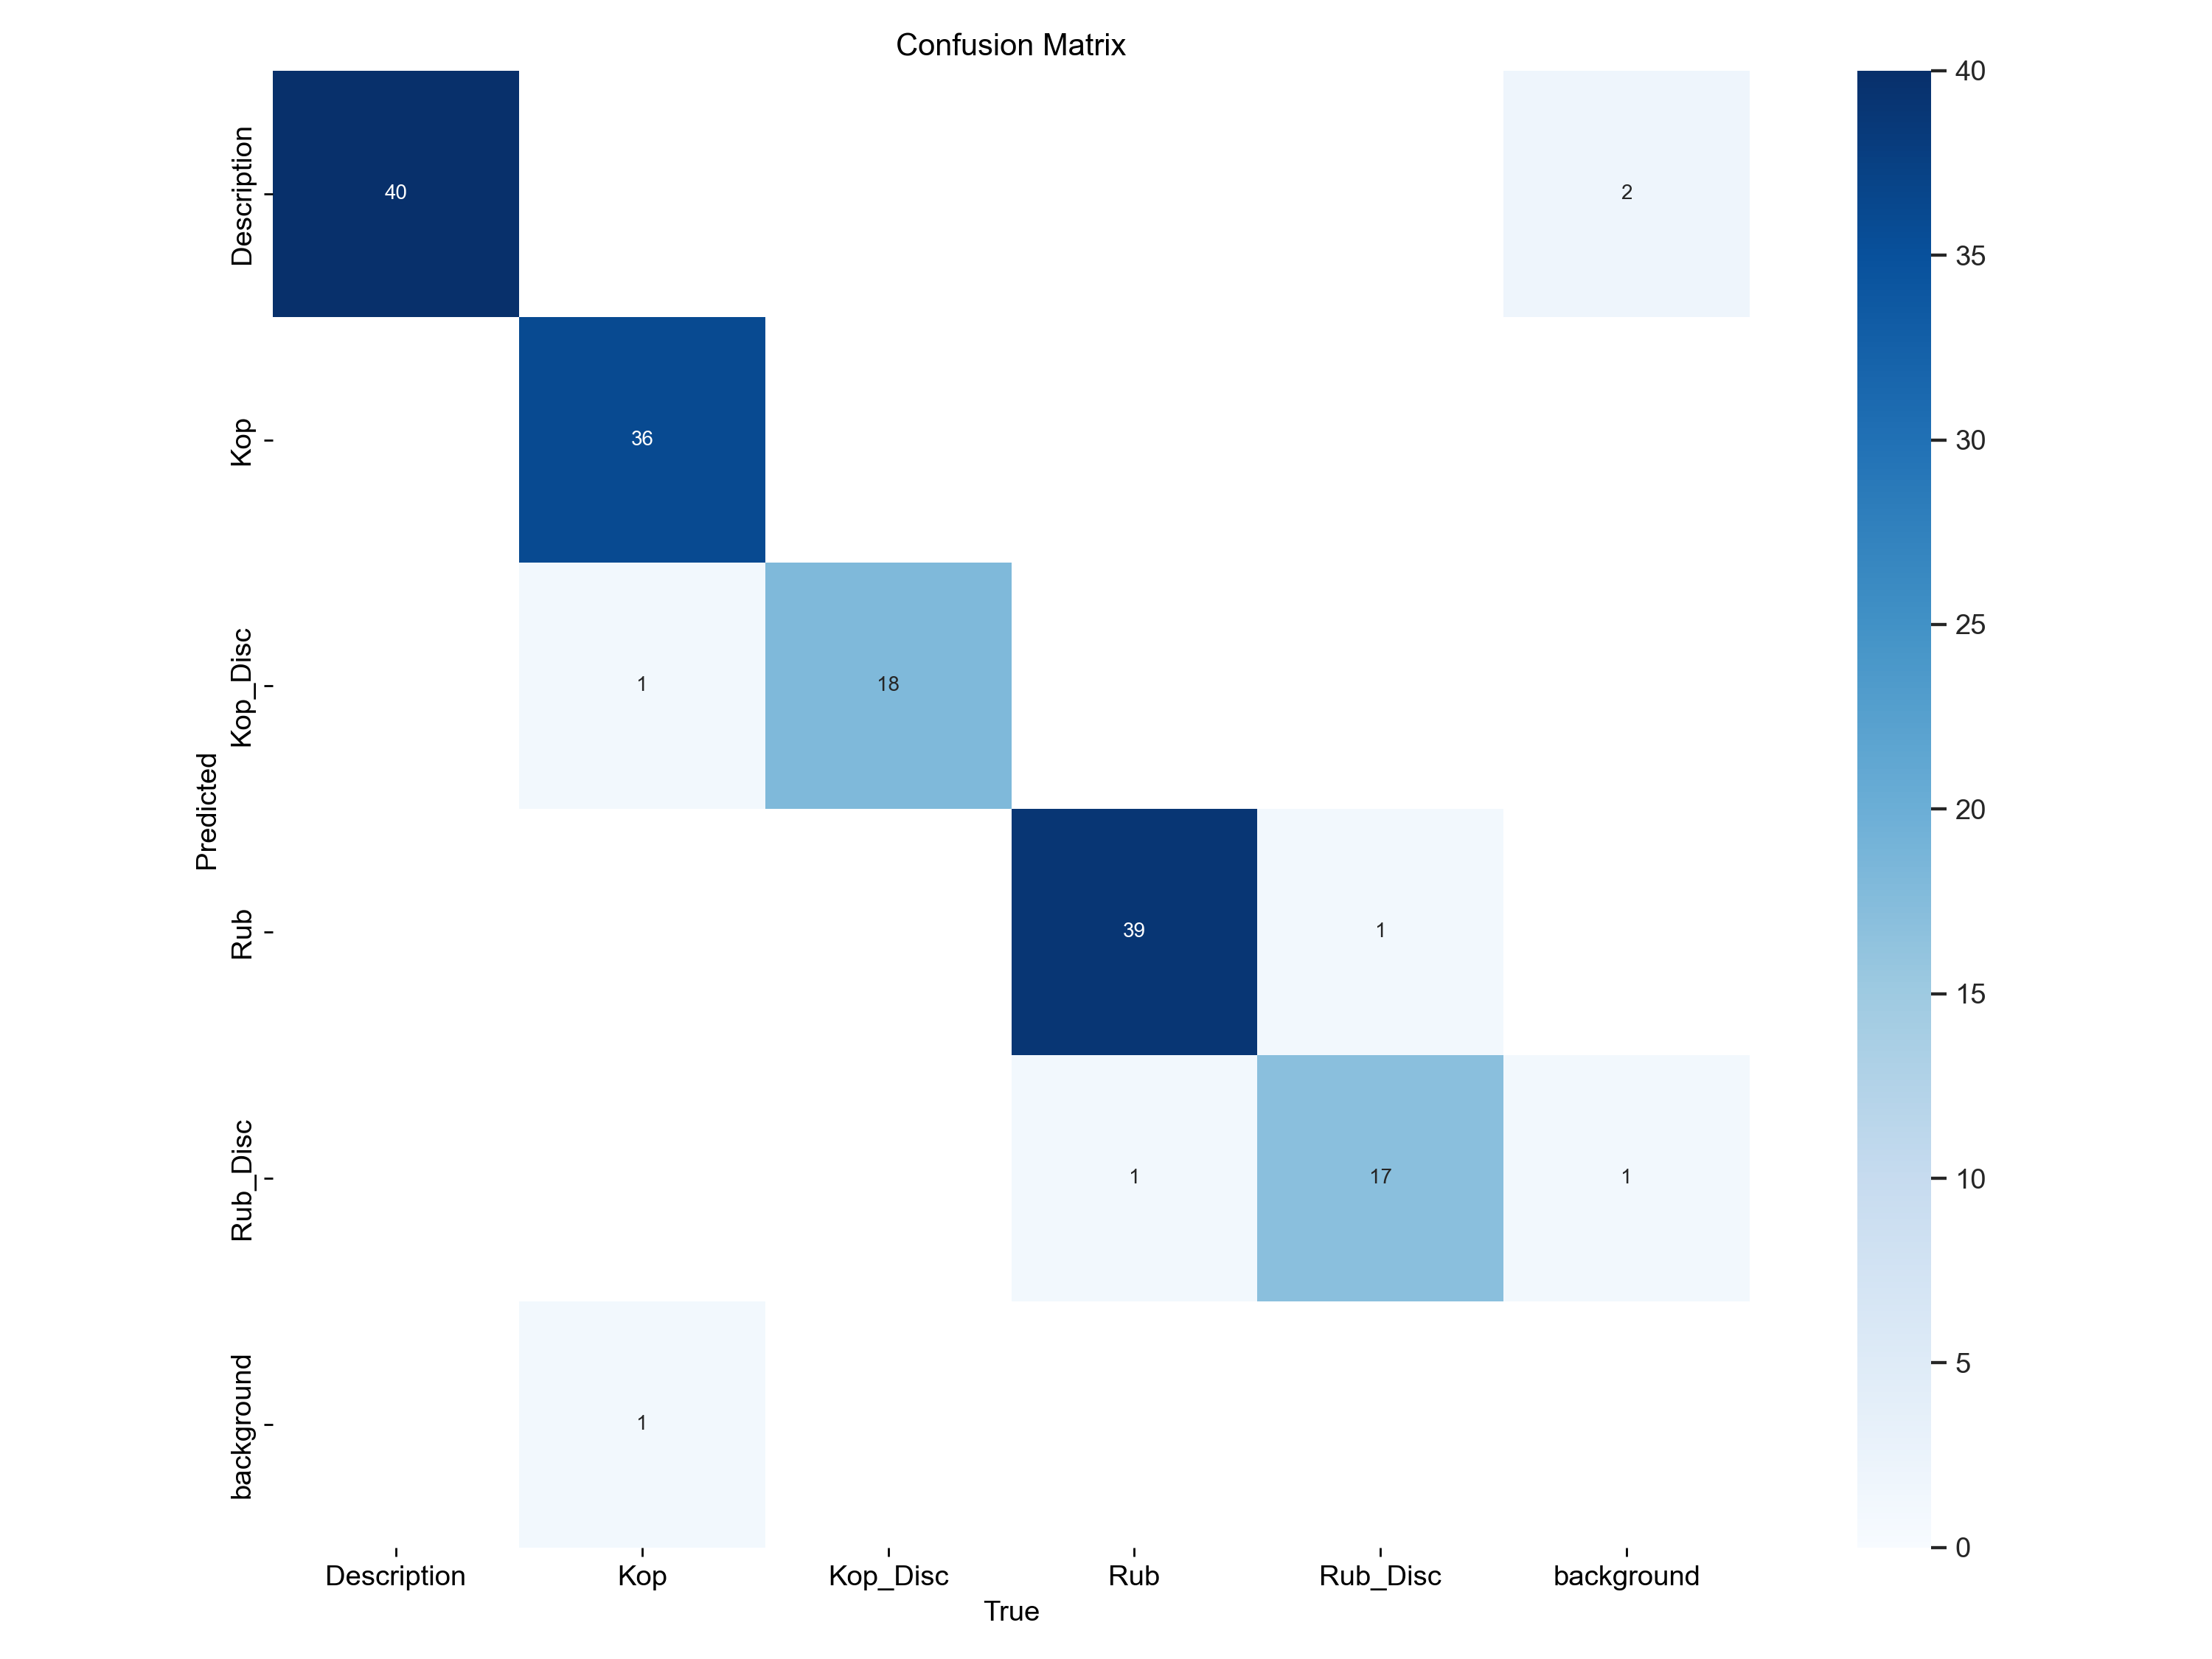 Confusion Matrix
Description
40
2
40
35
Kop
36
30
Kop_Disc
1
18
25
Predicted
20
Rub
39
1
15
Rub_Disc
1
17
1
10
background
1
5
0
Description Kop Kop_Disc Rub Rub_Disc background
True